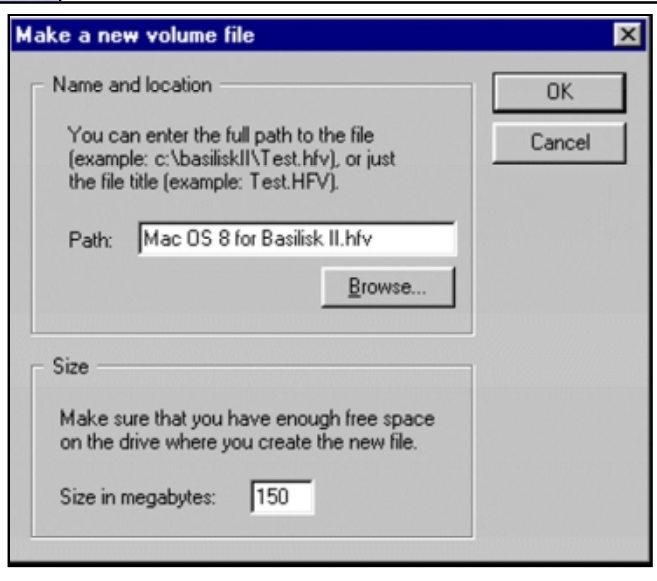 Make a new volume file
Name and location
OK
Cancel
You can enter the full path to the file
(example: c:\basiliskII\Test.hfv), or just
the file title (example: Test.HFV).
Path: Mac OS 8 for Basilisk II.hfv
Browse...
Size
Make sure that you have enough free space
on the drive where you create the new file.
Size in megabytes: 150